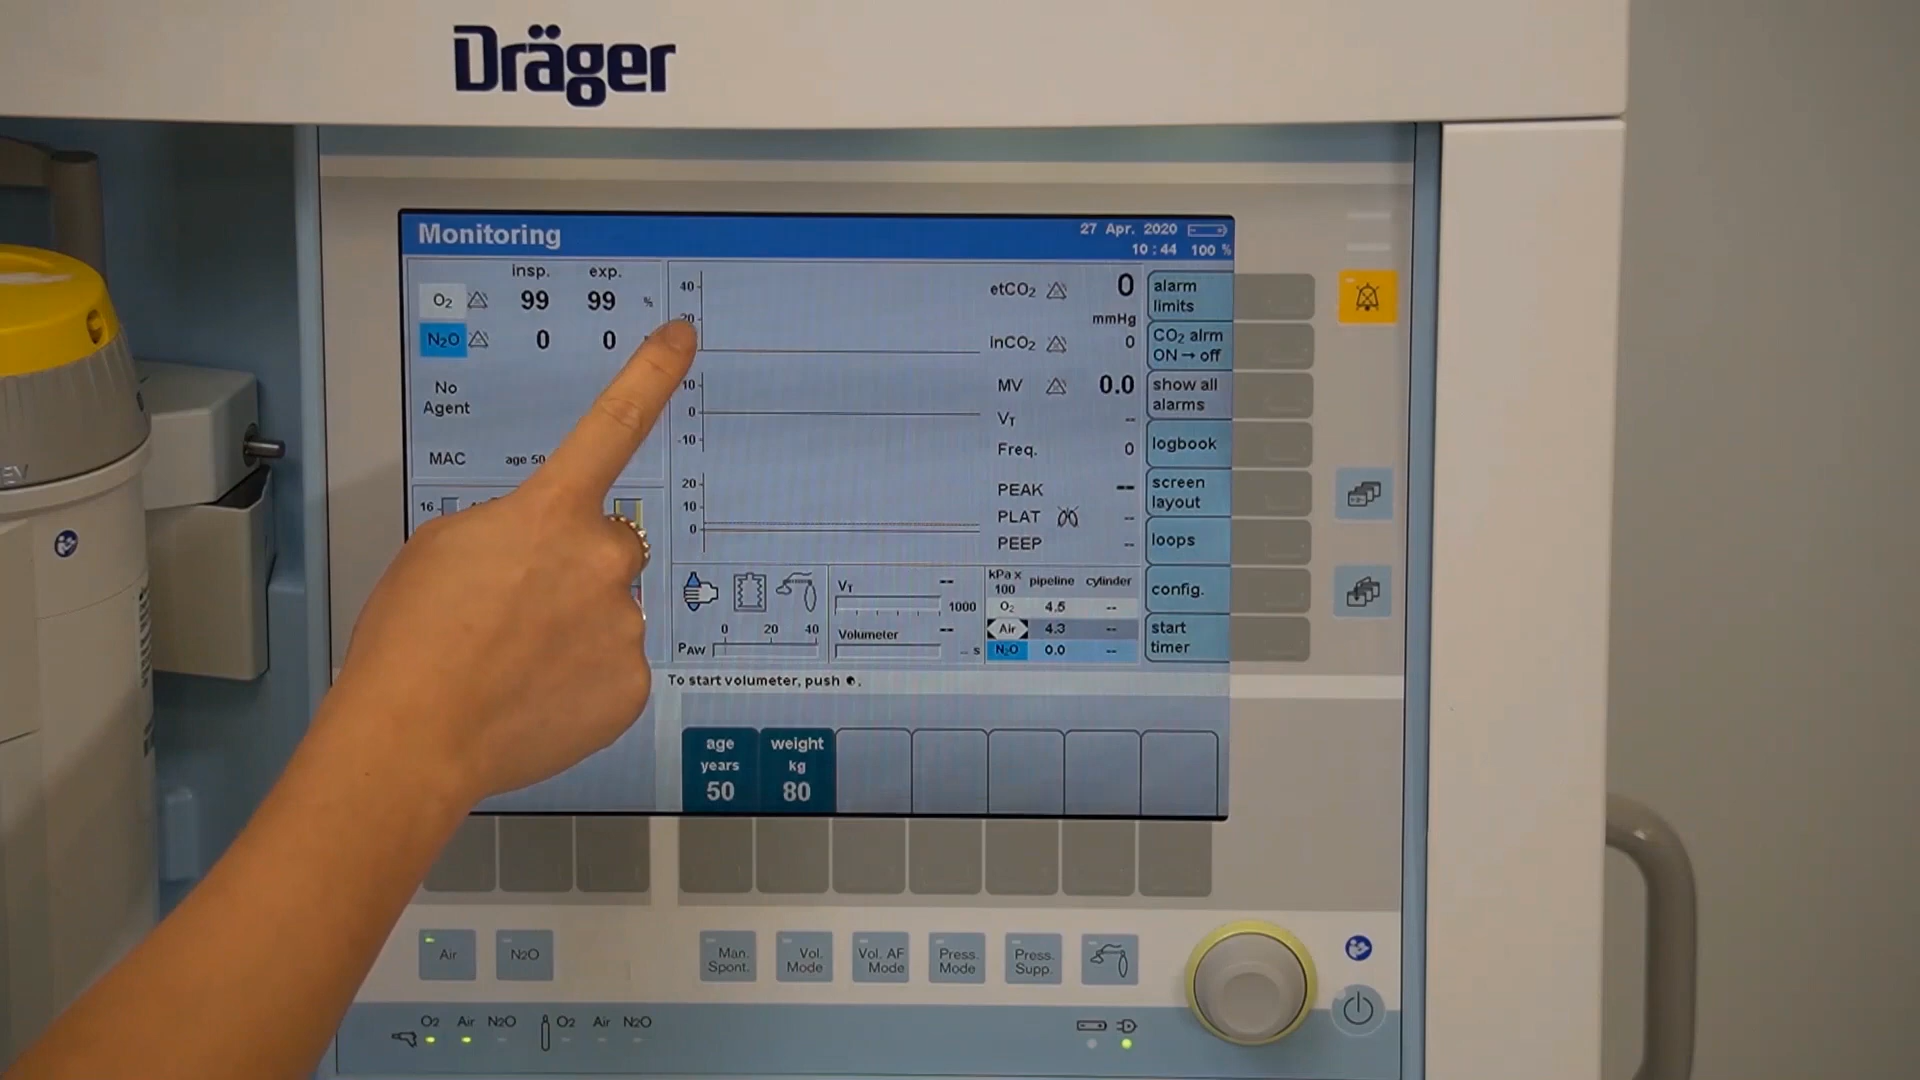 Dräger
Monitoring
27 Apr. 2020
10:44 100 %
insp. exp.
O₂ 99 99 %
N₂O 0 0
No
Agent
MAC age 50
16
40
20
etCO₂ 0
mmHg
inCO₂ 0
10
0
-10
MV 0.0
VT --
Freq. 0
20
10
0
PEAK --
PLAT --
PEEP --
alarm
limits
CO₂ alrm
ON → off
show all
alarms
logbook
screen
layout
loops
config.
start
timer
0 20 40
PAW
VT --
1000
Volumeter --
-- s
kPa x
100 pipeline cylinder
O₂ 4.5 --
Air 4.3 --
N₂O 0.0 --
To start volumeter, push ●.
age
years
50
weight
kg
80
Air
N2O
Man.
Spont.
Vol.
Mode
Vol. AF
Mode
Press.
Mode
Press.
Supp.
O2 Air N2O
O2 Air N2O